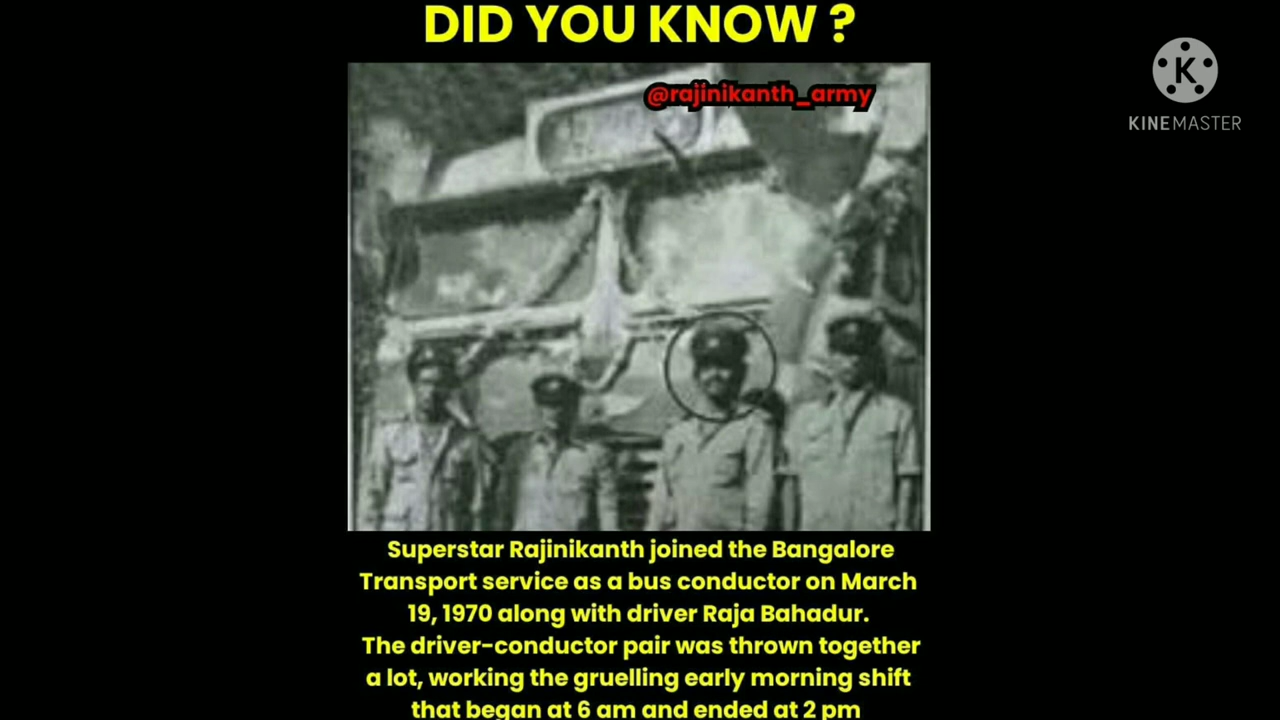 DID YOU KNOW ?
@rajinikanth_army
KINEMASTER
Superstar Rajinikanth joined the Bangalore
Transport service as a bus conductor on March
19, 1970 along with driver Raja Bahadur.
The driver-conductor pair was thrown together
a lot, working the gruelling early morning shift
that began at 6 am and ended at 2 pm